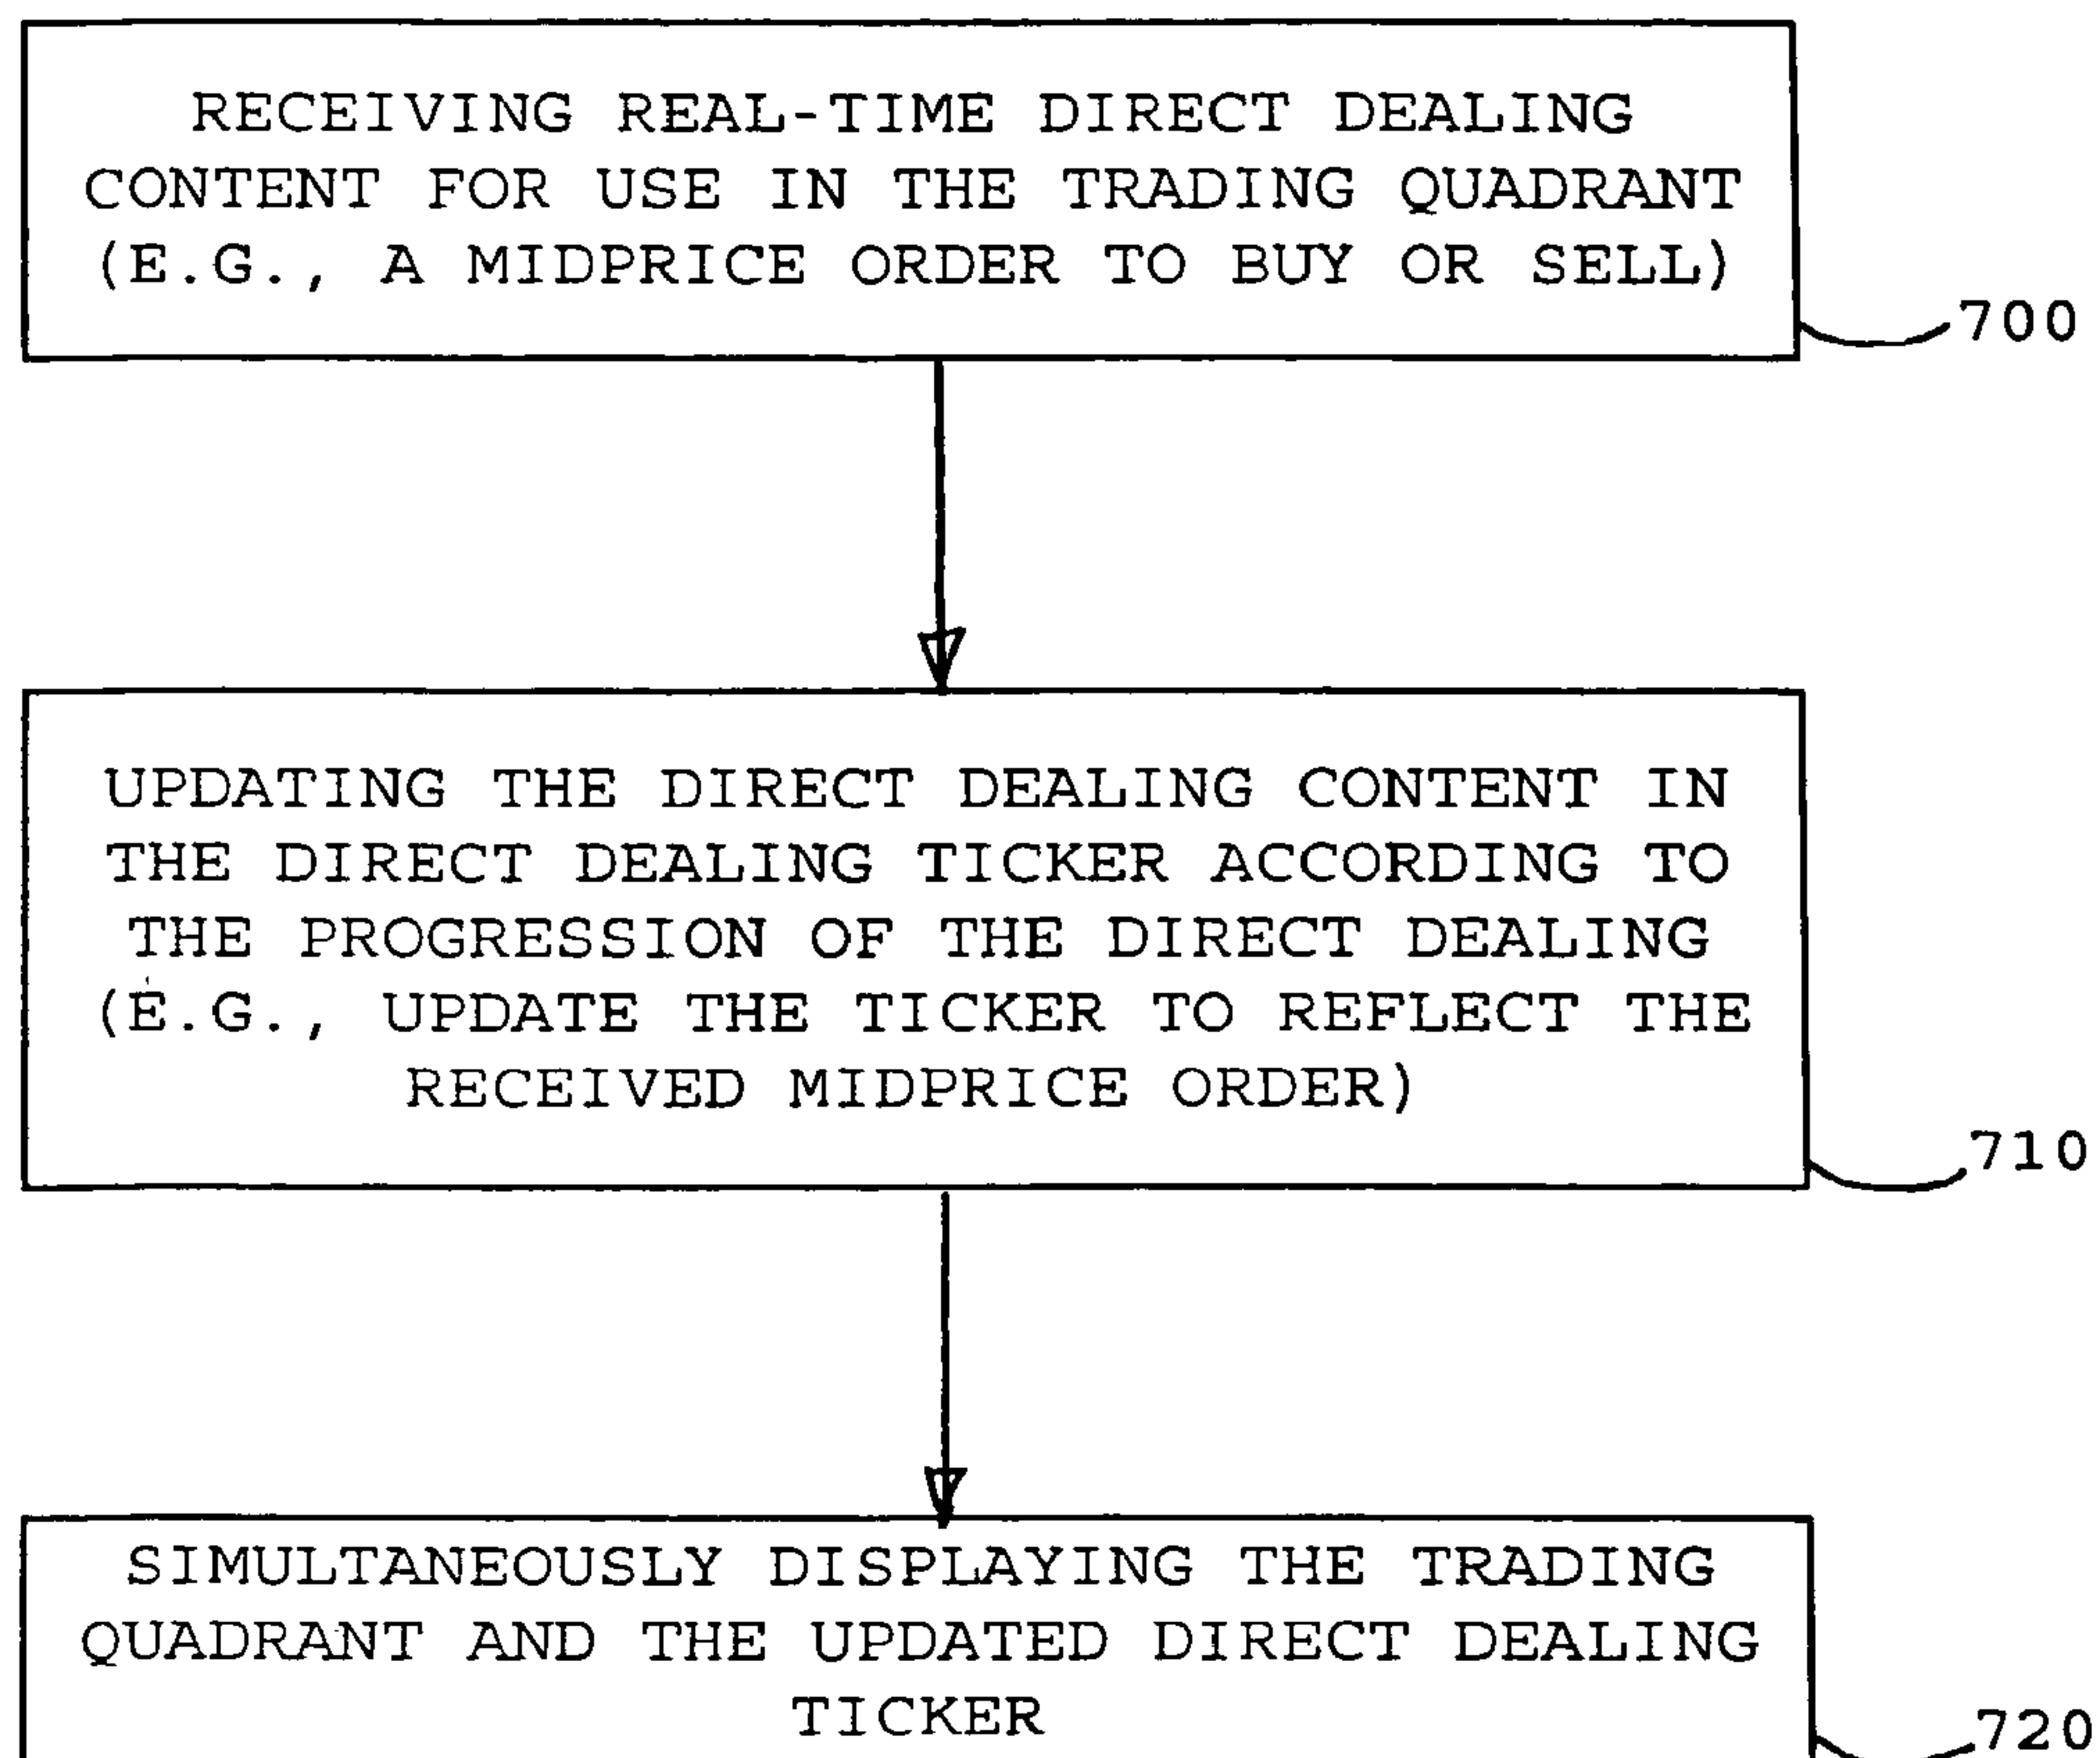 RECEIVING REAL-TIME DIRECT DEALING
CONTENT FOR USE IN THE TRADING QUADRANT
(E.G., A MIDPRICE ORDER TO BUY OR SELL)
700
UPDATING THE DIRECT DEALING CONTENT IN
THE DIRECT DEALING TICKER ACCORDING TO
THE PROGRESSION OF THE DIRECT DEALING
(E.G., UPDATE THE TICKER TO REFLECT THE
RECEIVED MIDPRICE ORDER)
710
SIMULTANEOUSLY DISPLAYING THE TRADING
QUADRANT AND THE UPDATED DIRECT DEALING
TICKER
720